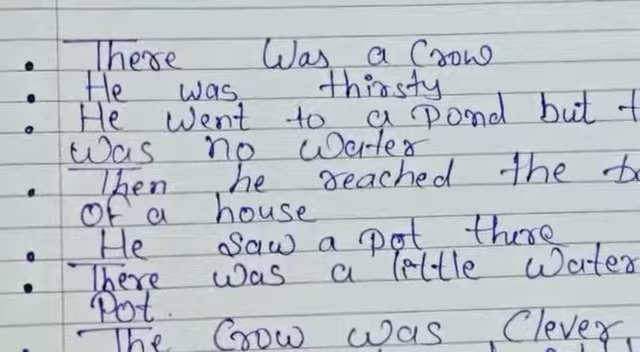 There was a Crow
He was thirsty
He went to a pond but
was no water
Then he reached the
of a house
He saw a pot there
There was a little water
Pot.
The Crow was Clever